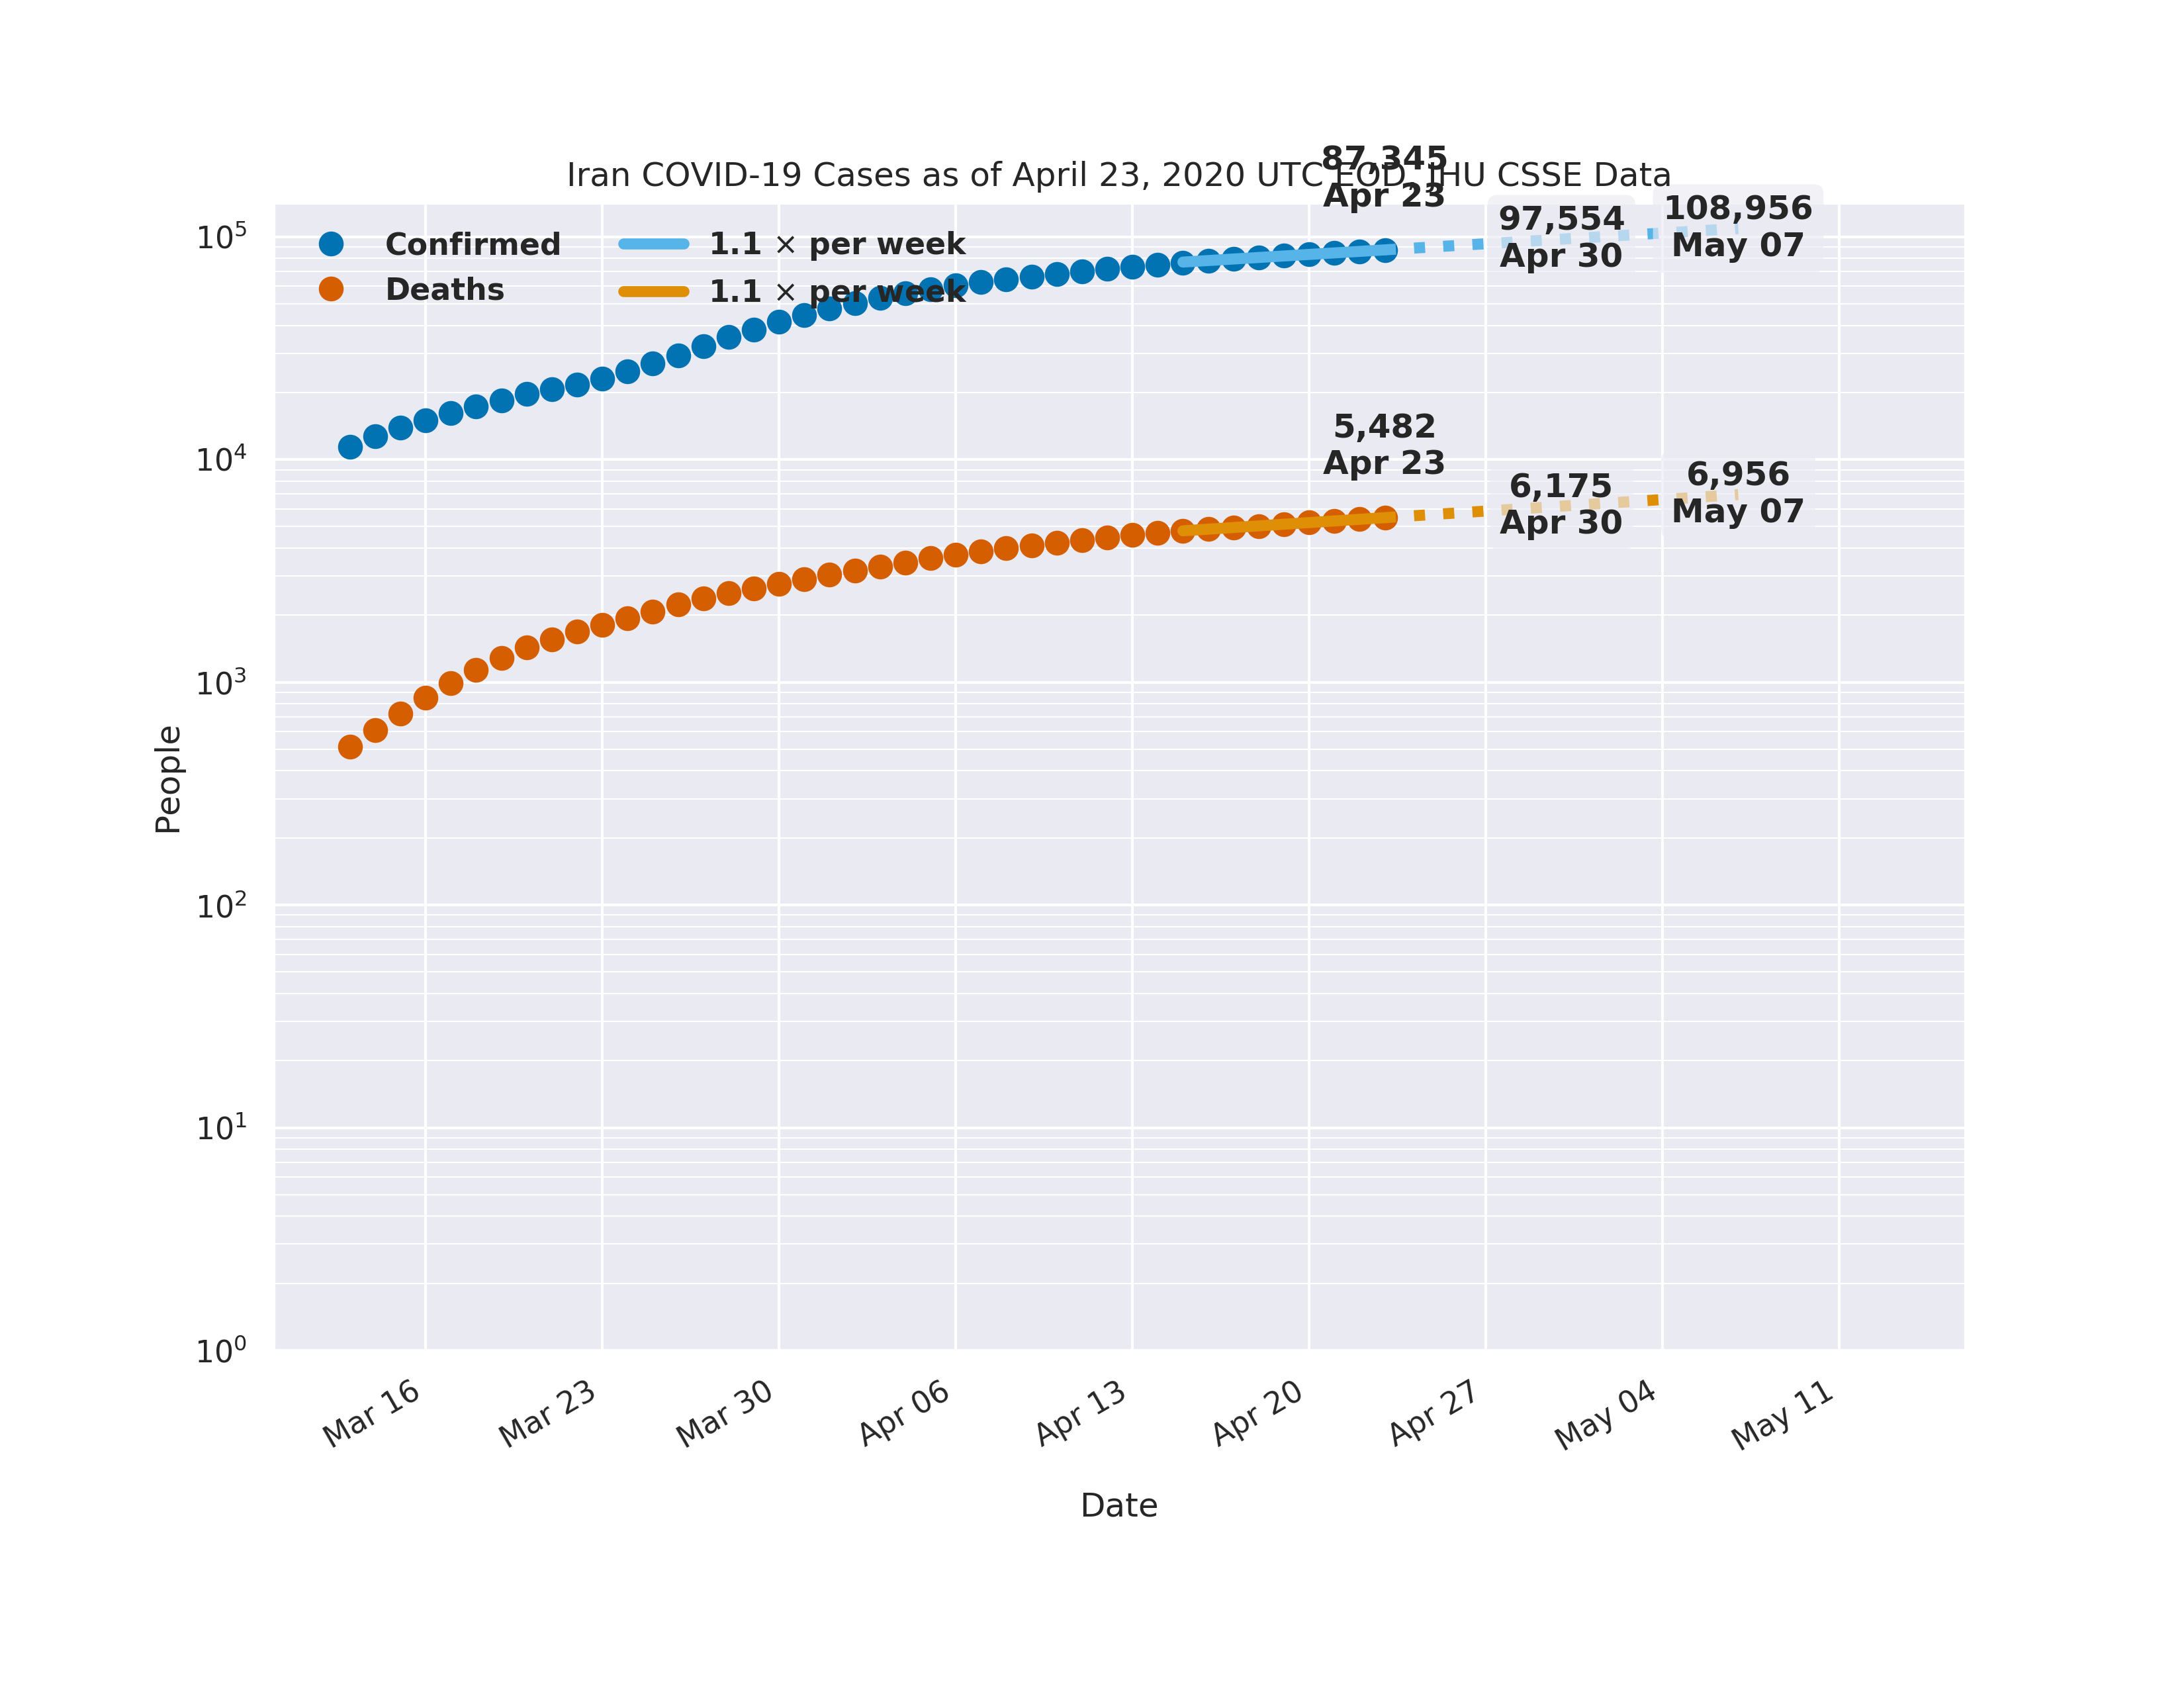 Iran COVID-19 Cases as of April 23, 2020 UTC EOD, JHU CSSE Data
87,345
Apr 23
97,554
Apr 30
108,956
May 07
Confirmed
Deaths
1.1 × per week
1.1 × per week
5,482
Apr 23
6,175
Apr 30
6,956
May 07
People
10⁵
10⁴
10³
10²
10¹
10⁰
Mar 16
Mar 23
Mar 30
Apr 06
Apr 13
Apr 20
Apr 27
May 04
May 11
Date